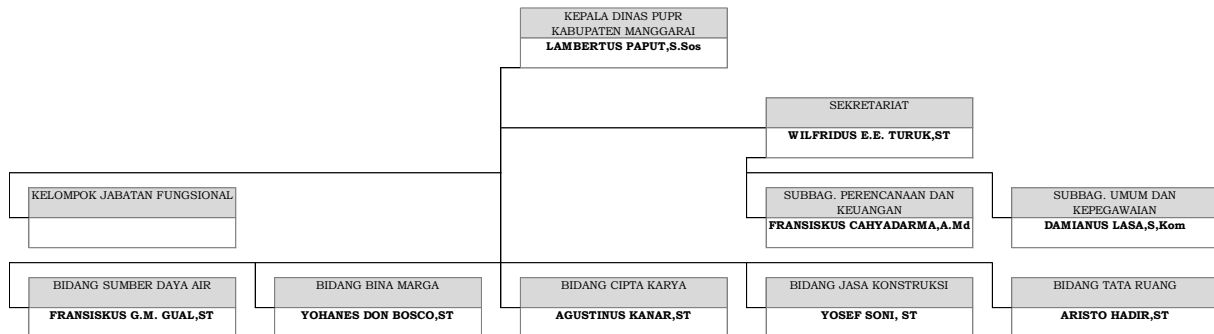 KEPALA DINAS PUPR
KABUPATEN MANGGARAI
LAMBERTUS PAPUT,S.Sos
SEKRETARIAT
WILFRIDUS E.E. TURUK,ST
KELOMPOK JABATAN FUNGSIONAL
SUBBAG. PERENCANAAN DAN
KEUANGAN
FRANSISKUS CAHYADARMA,A.Md
SUBBAG. UMUM DAN
KEPEGAWAIAN
DAMIANUS LASA,S,Kom
BIDANG SUMBER DAYA AIR
FRANSISKUS G.M. GUAL,ST
BIDANG BINA MARGA
YOHANES DON BOSCO,ST
BIDANG CIPTA KARYA
AGUSTINUS KANAR,ST
BIDANG JASA KONSTRUKSI
YOSEF SONI, ST
BIDANG TATA RUANG
ARISTO HADIR,ST